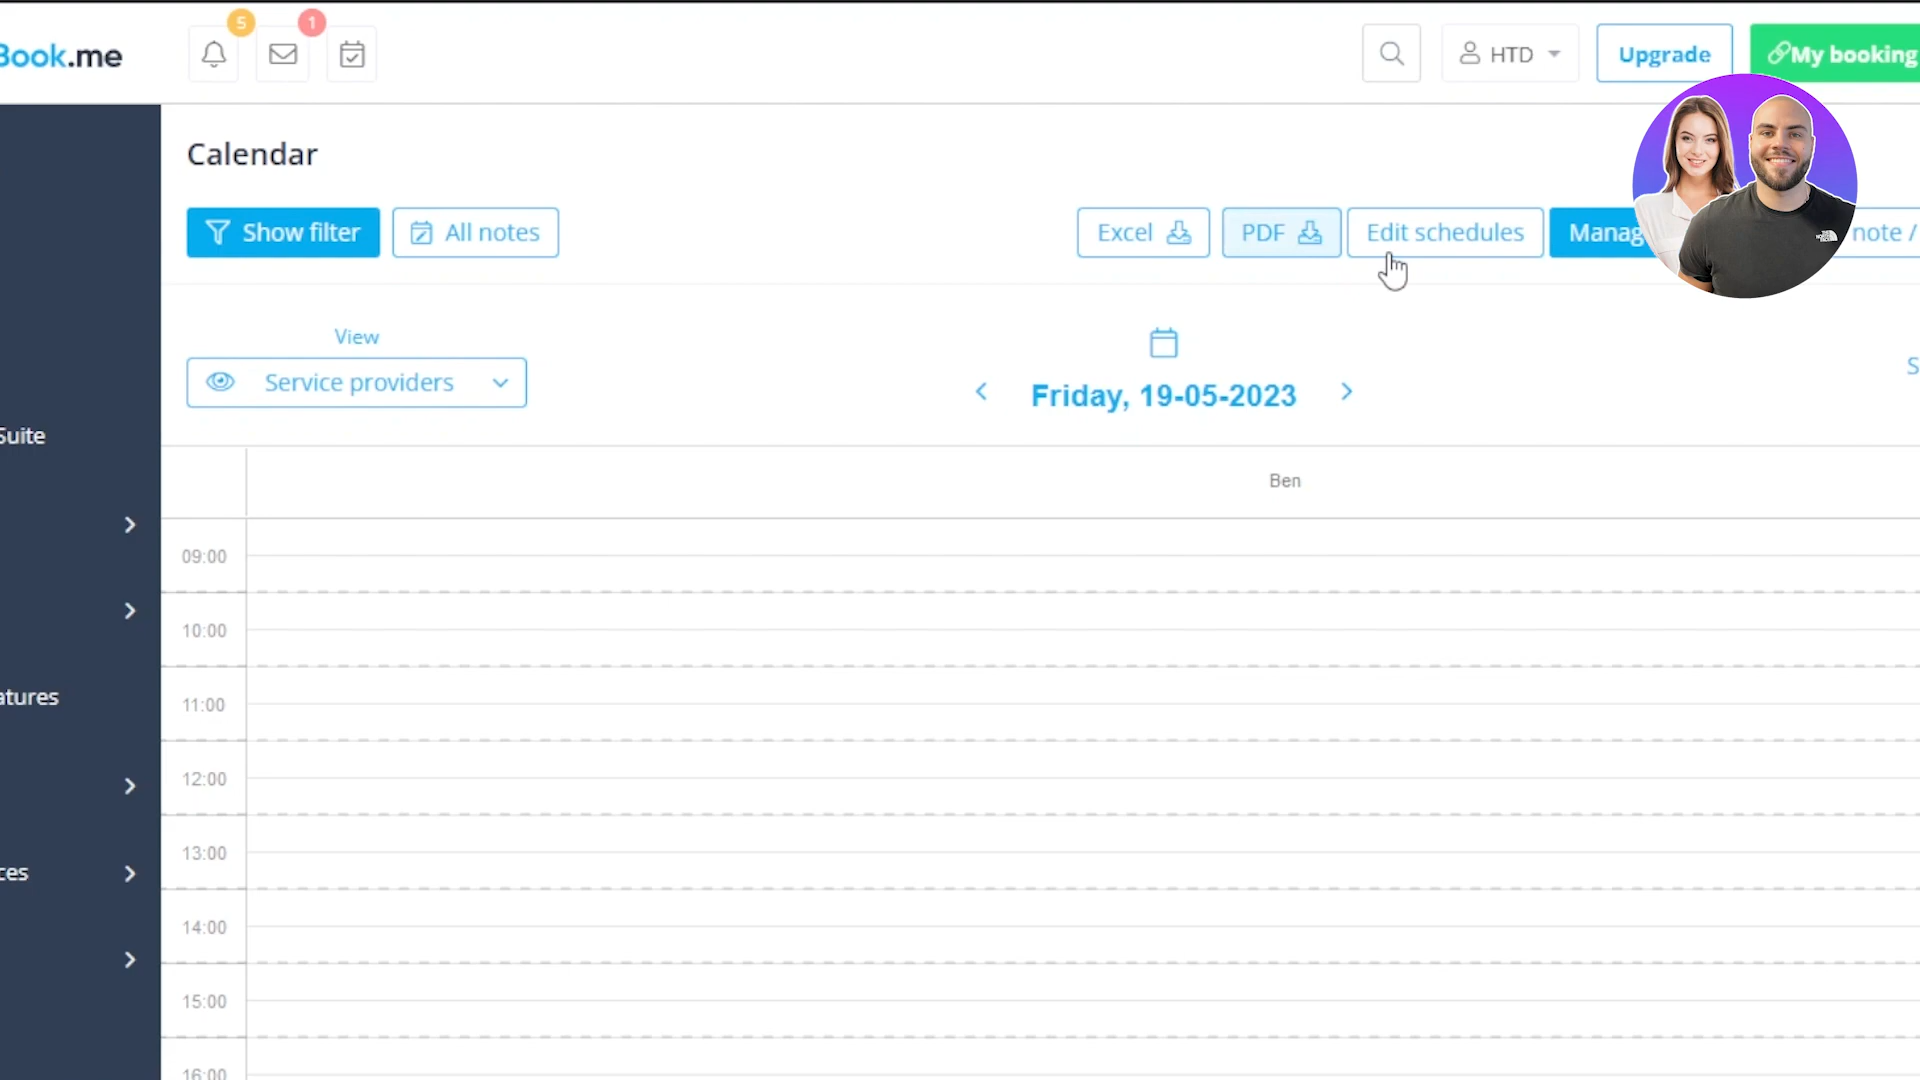 Book.me
5
1
HTD
Upgrade
My booking
Calendar
Show filter
All notes
Excel
PDF
Edit schedules
Manag
note /
View
Service providers
Friday, 19-05-2023
S
Suite
atures
ces
Ben
09:00
10:00
11:00
12:00
13:00
14:00
15:00
16:00